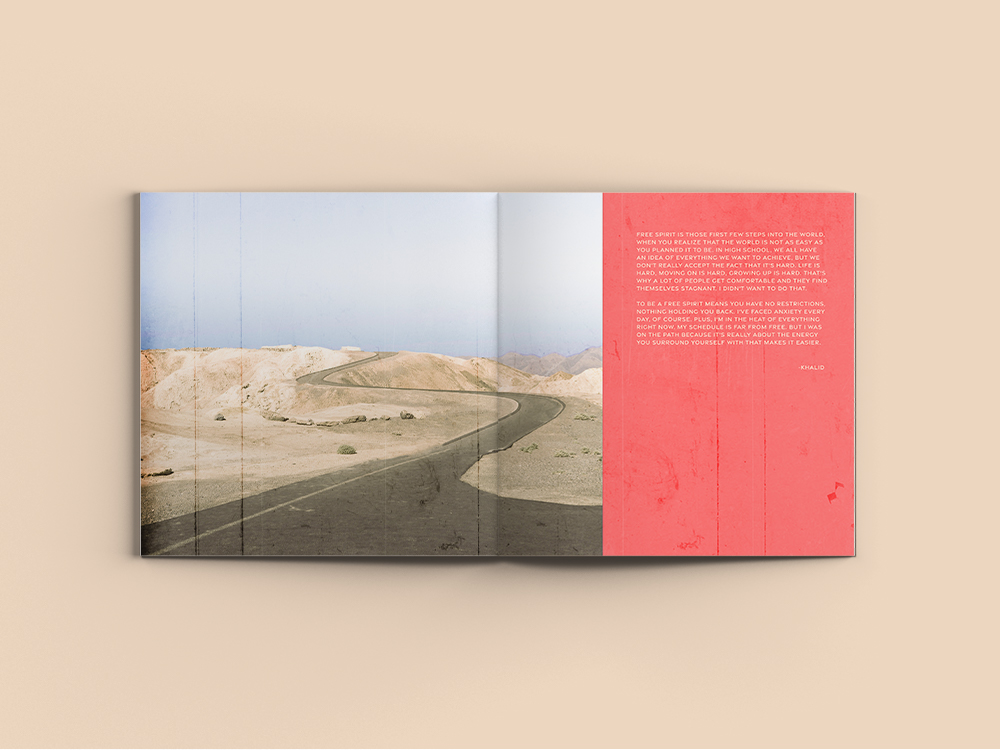 FREE SPIRIT IS THOSE FIRST FEW STEPS INTO THE WORLD,
WHEN YOU REALIZE THAT THE WORLD IS NOT AS EASY AS
YOU PLANNED IT TO BE. IN HIGH SCHOOL, WE ALL HAVE
AN IDEA OF EVERYTHING WE WANT TO ACHIEVE, BUT WE
DON'T REALLY ACCEPT THE FACT THAT IT'S HARD. LIFE IS
HARD, MOVING ON IS HARD, GROWING UP IS HARD. THAT'S
WHY A LOT OF PEOPLE GET COMFORTABLE AND THEY FIND
THEMSELVES STAGNANT. I DIDN'T WANT TO DO THAT.
TO BE A FREE SPIRIT MEANS YOU HAVE NO RESTRICTIONS,
NOTHING HOLDING YOU BACK. I'VE FACED ANXIETY EVERY
DAY, OF COURSE. PLUS, I'M IN THE HEAT OF EVERYTHING
RIGHT NOW, MY SCHEDULE IS FAR FROM FREE. BUT I WAS
ON THE PATH BECAUSE IT'S REALLY ABOUT THE ENERGY
YOU SURROUND YOURSELF WITH THAT MAKES IT EASIER.
-KHALID